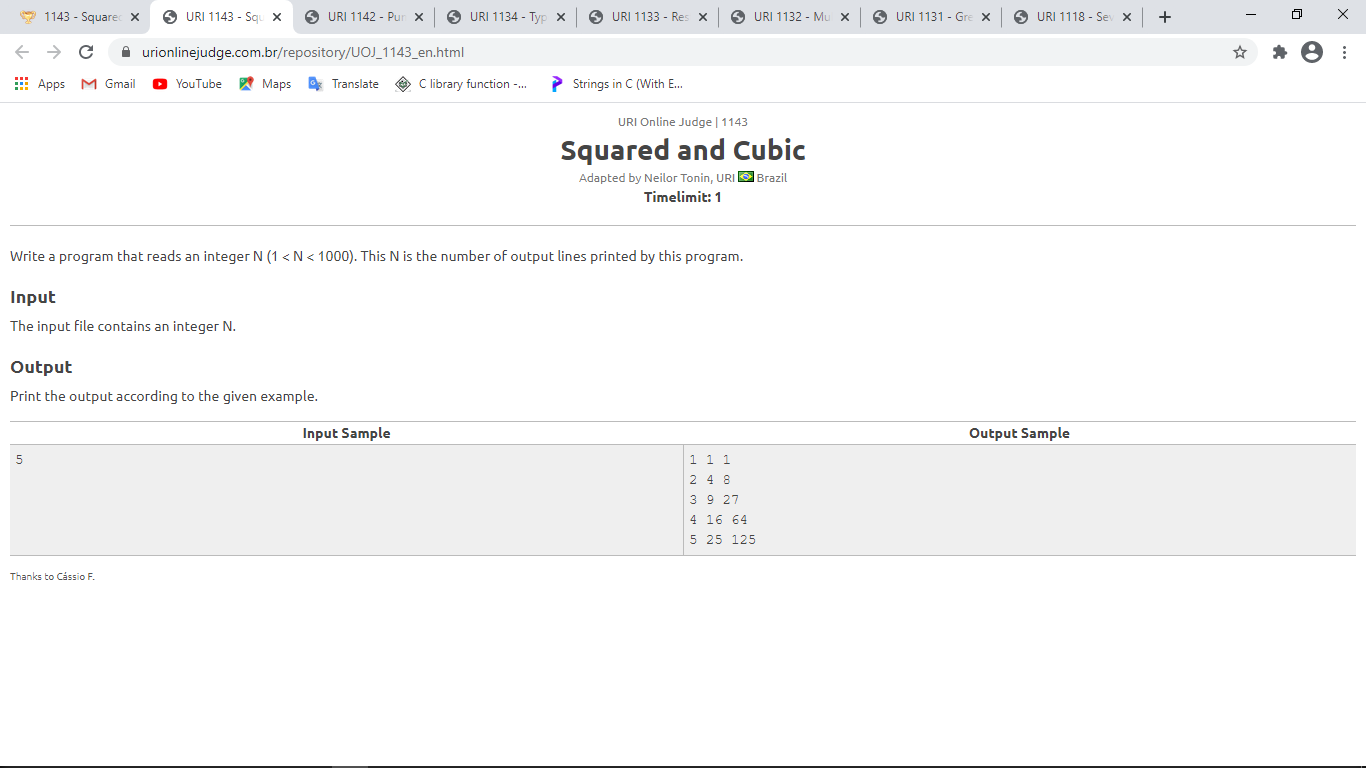 1143 - Squared
URI 1143 - Squ
URI 1142 - Pu
URI 1134 - Typ
URI 1133 - Res
URI 1132 - Mu
URI 1131 - Gre
URI 1118 - Sev
urionlinejudge.com.br/repository/UOJ_1143_en.html
Apps Gmail YouTube Maps Translate C library function -... Strings in C (With E...
URI Online Judge | 1143
Squared and Cubic
Adapted by Neilor Tonin, URI Brazil
Timelimit: 1
Write a program that reads an integer N (1 < N < 1000). This N is the number of output lines printed by this program.
Input
The input file contains an integer N.
Output
Print the output according to the given example.
Input Sample Output Sample
5 1 1 1
2 4 8
3 9 27
4 16 64
5 25 125
Thanks to Cássio F.